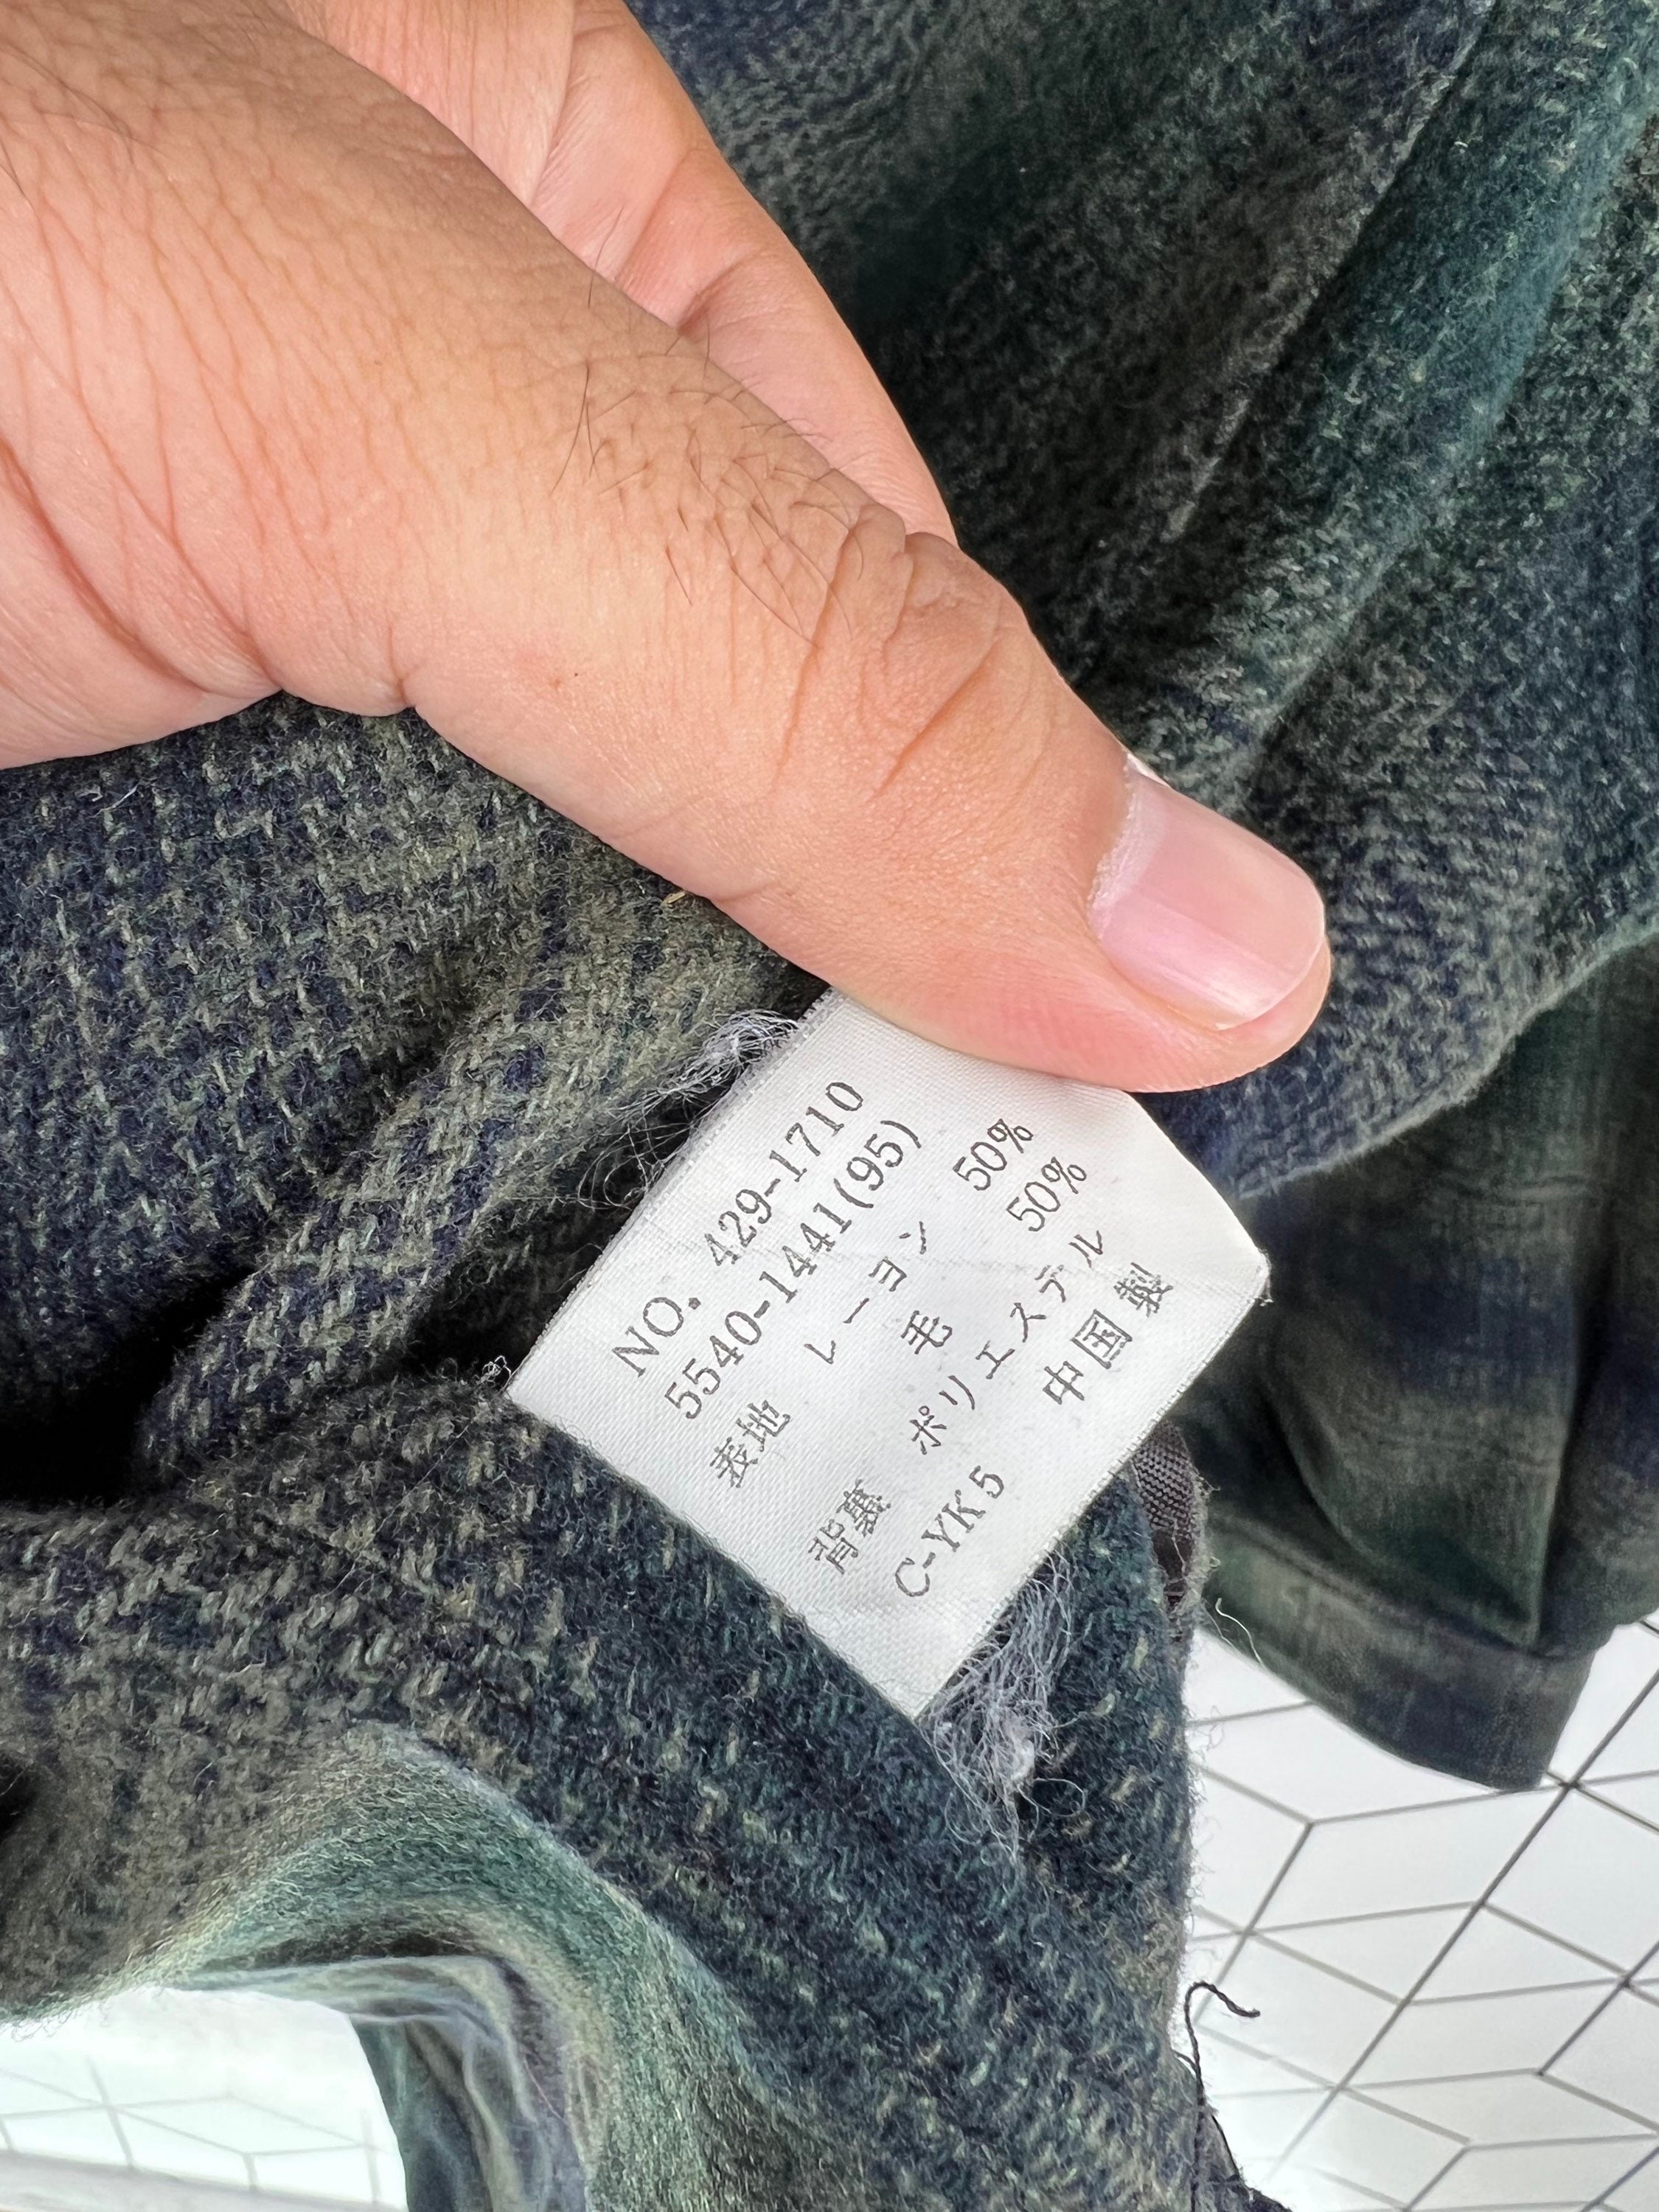 NO. 429-1710
5540-1441(95)
表地 レーヨン 50%
毛 50%
背裏 ポリエステル
中国製
C-YK5